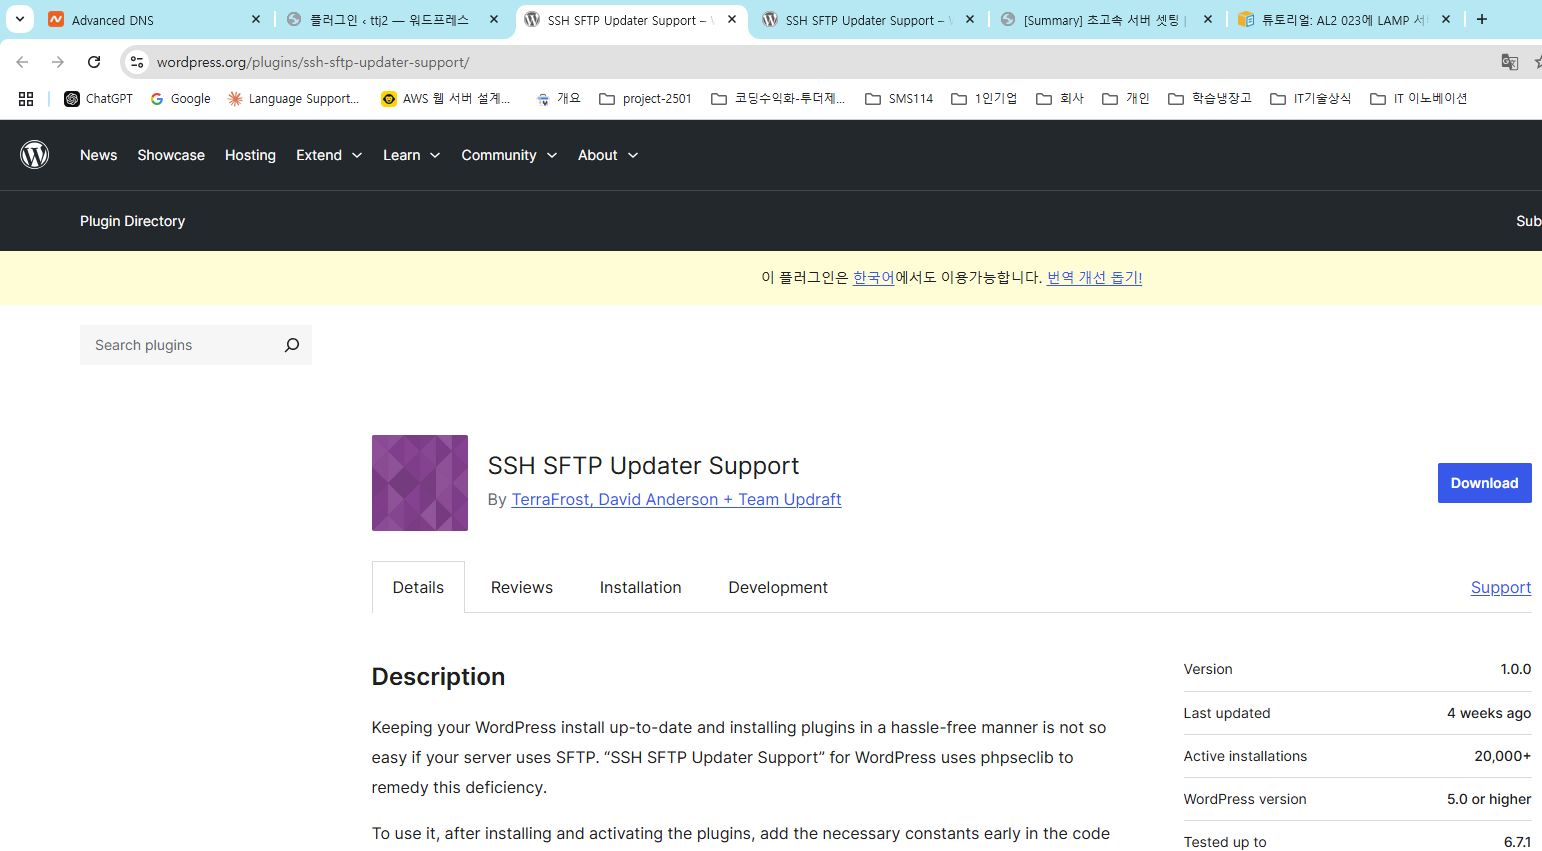 Advanced DNS
플러그인 ‹ ttj2 — 워드프레스
SSH SFTP Updater Support –
SSH SFTP Updater Support –
[Summary] 초고속 서버 셋팅 |
튜토리얼: AL2 023에 LAMP 서
wordpress.org/plugins/ssh-sftp-updater-support/
ChatGPT
Google
Language Support...
AWS 웹 서버 설계...
개요
project-2501
코딩수익화-투더제...
SMS114
1인기업
회사
개인
학습냉장고
IT기술상식
IT 이노베이션
News
Showcase
Hosting
Extend
Learn
Community
About
Plugin Directory
Sub
이 플러그인은 한국어에서도 이용가능합니다. 번역 개선 돕기!
Search plugins
SSH SFTP Updater Support
By TerraFrost, David Anderson + Team Updraft
Download
Details
Reviews
Installation
Development
Support
Description
Keeping your WordPress install up-to-date and installing plugins in a hassle-free manner is not so
easy if your server uses SFTP. “SSH SFTP Updater Support” for WordPress uses phpseclib to
remedy this deficiency.
To use it, after installing and activating the plugins, add the necessary constants early in the code
Version 1.0.0
Last updated 4 weeks ago
Active installations 20,000+
WordPress version 5.0 or higher
Tested up to 6.7.1